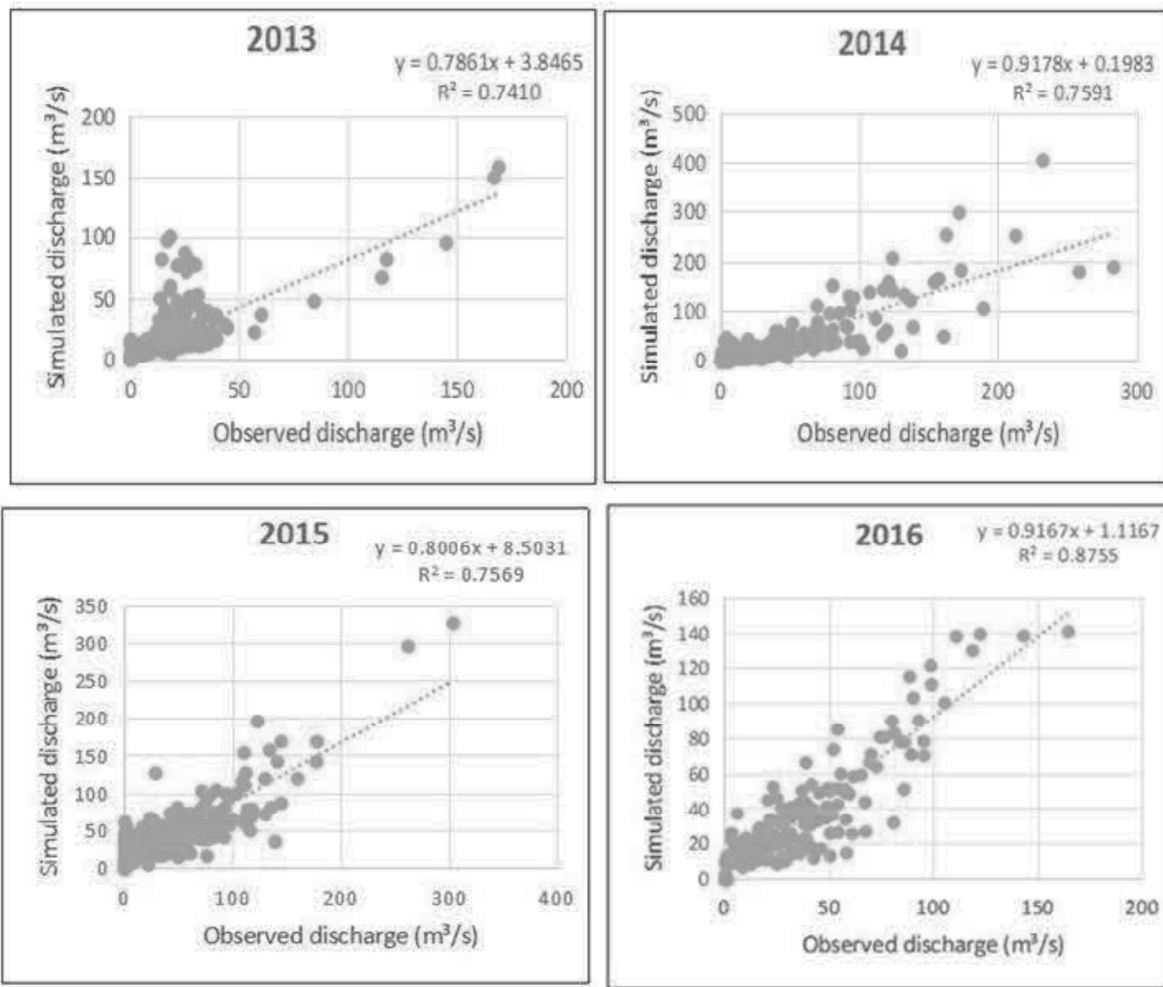 2013
y = 0.7861x + 3.8465
R² = 0.7410
Simulated discharge (m³/s)
200
150
100
50
0
0 50 100 150 200
Observed discharge (m³/s)
2014
y = 0.9178x + 0.1983
R² = 0.7591
Simulated discharge (m³/s)
500
400
300
200
100
0
0 100 200 300
Observed discharge (m³/s)
2015
y = 0.8006x + 8.5031
R² = 0.7569
Simulated discharge (m³/s)
350
300
250
200
150
100
50
0
0 100 200 300 400
Observed discharge (m³/s)
2016
y = 0.9167x + 1.1167
R² = 0.8755
Simulated discharge (m³/s)
160
140
120
100
80
60
40
20
0
0 50 100 150 200
Observed discharge (m³/s)